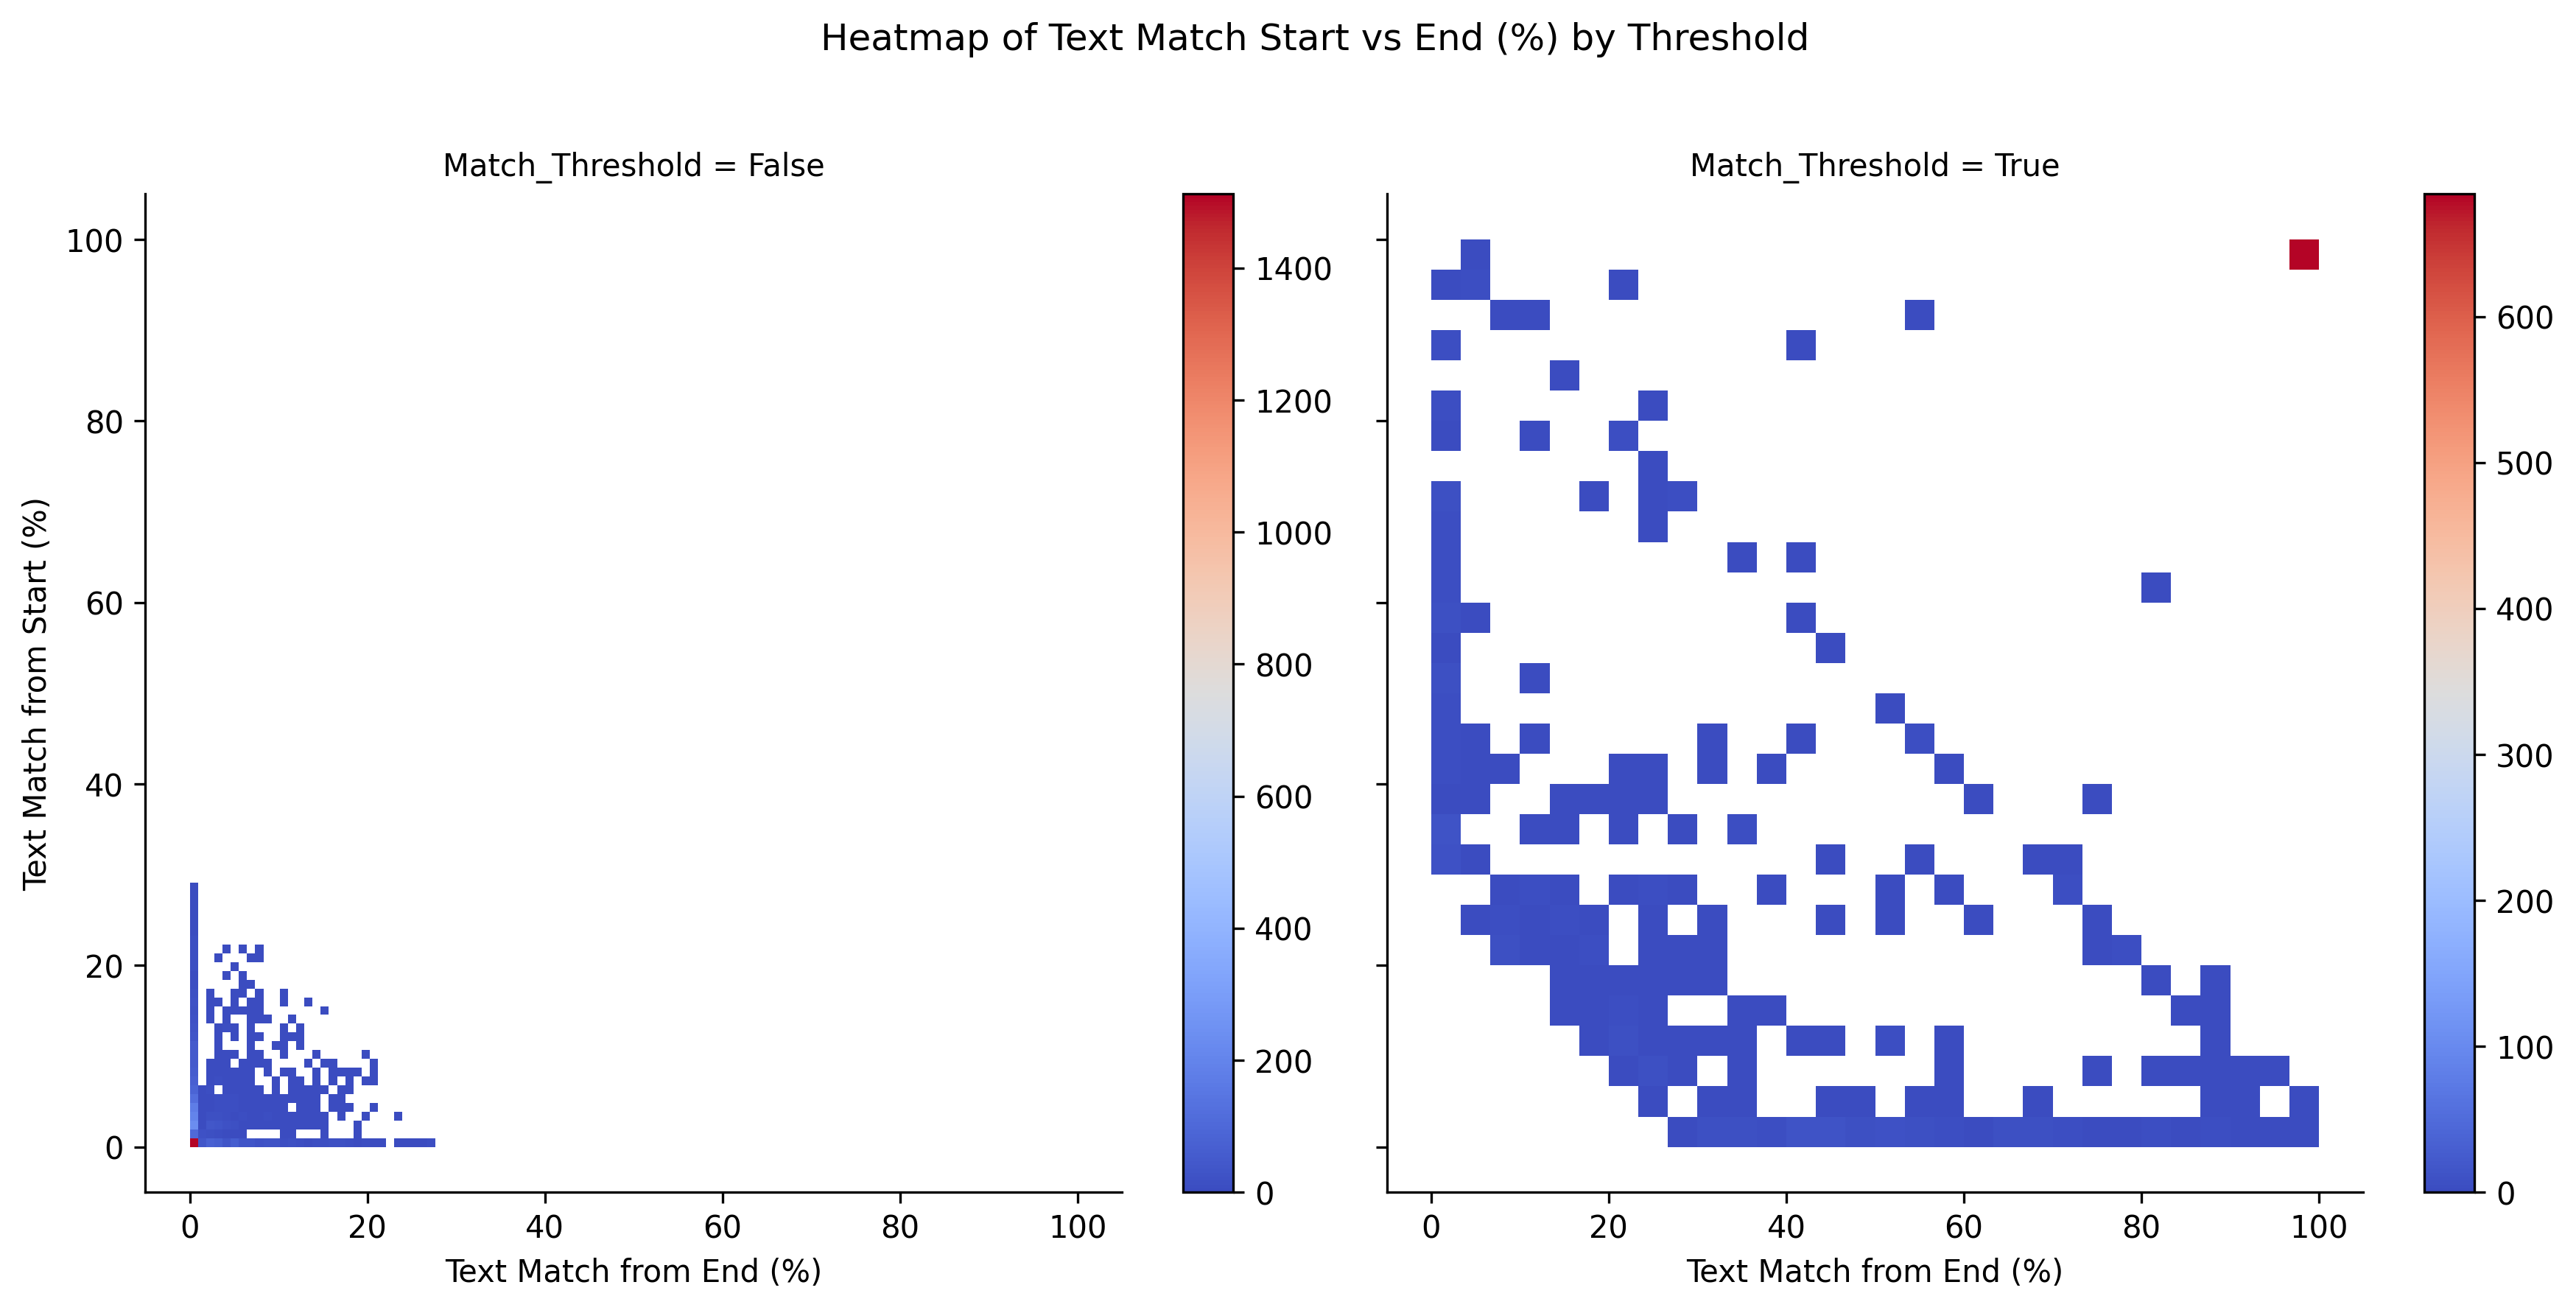 Heatmap of Text Match Start vs End (%) by Threshold
Match_Threshold = False
Match_Threshold = True
Text Match from Start (%)
100
80
60
40
20
0
0 20 40 60 80 100
Text Match from End (%)
1400
1200
1000
800
600
400
200
0
0 20 40 60 80 100
Text Match from End (%)
600
500
400
300
200
100
0